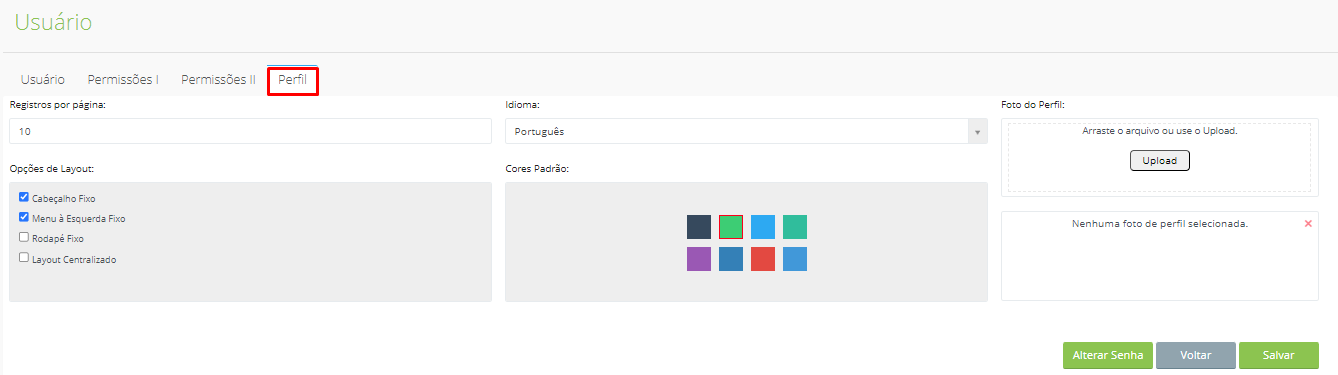 Usuário
Usuário Permissões I Permissões II Perfil
Registros por página:
10
Idioma:
Português
Foto do Perfil:
Arraste o arquivo ou use o Upload.
Upload
Opções de Layout:
Cabeçalho Fixo
Menu à Esquerda Fixo
Rodapé Fixo
Layout Centralizado
Cores Padrão:
Nenhuma foto de perfil selecionada.
Alterar Senha Voltar Salvar